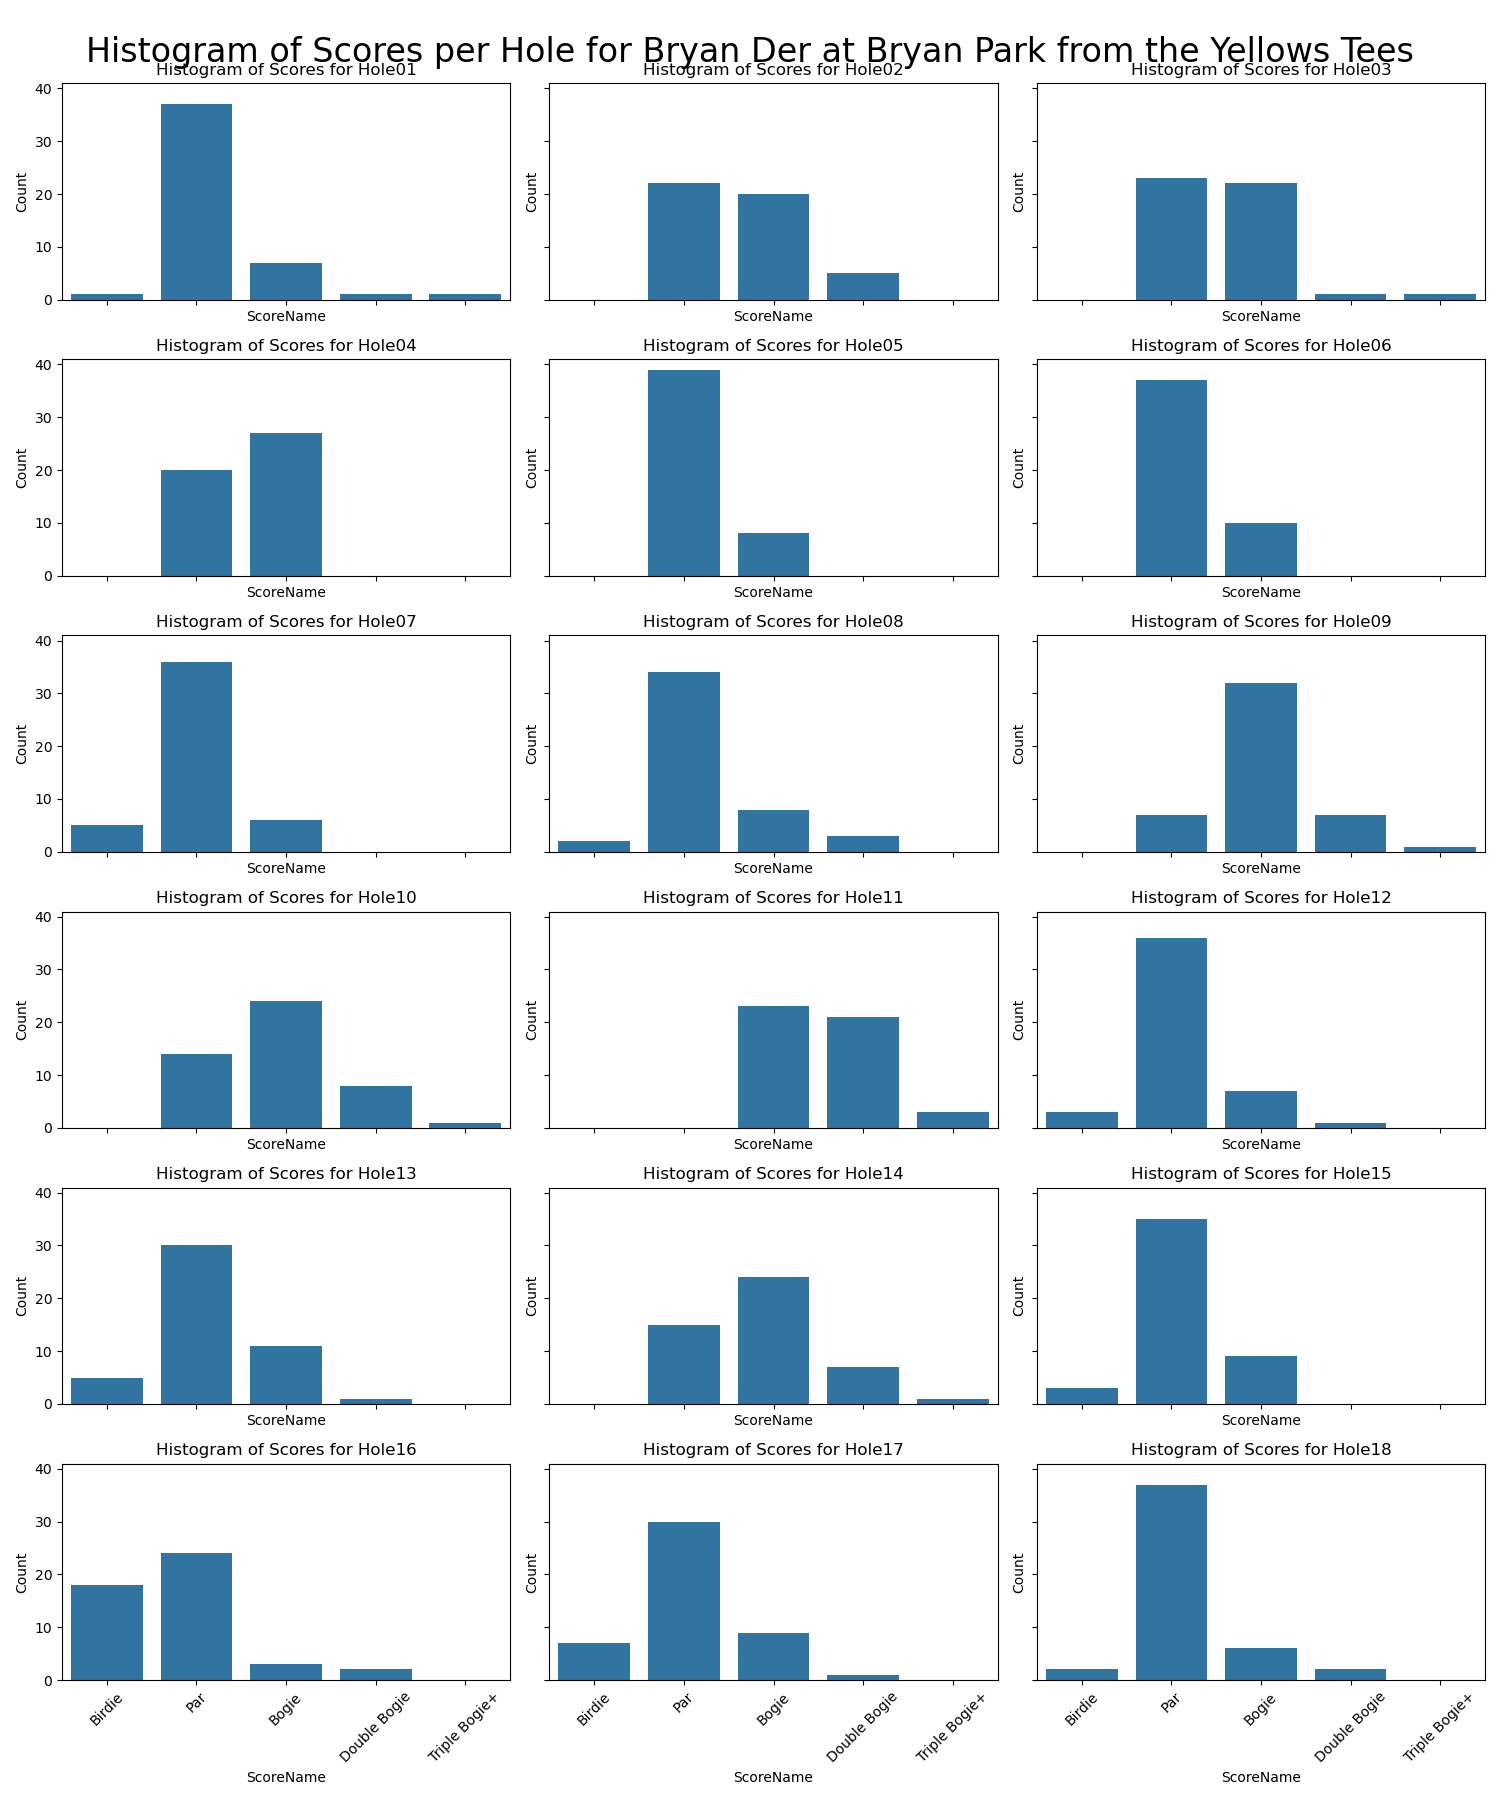 Histogram of Scores per Hole for Bryan Der at Bryan Park from the Yellows Tees
Histogram of Scores for Hole01
Histogram of Scores for Hole02
Histogram of Scores for Hole03
40
30
20
10
0
Count
Count
Count
ScoreName
ScoreName
ScoreName
Histogram of Scores for Hole04
Histogram of Scores for Hole05
Histogram of Scores for Hole06
40
30
20
10
0
Count
Count
Count
ScoreName
ScoreName
ScoreName
Histogram of Scores for Hole07
Histogram of Scores for Hole08
Histogram of Scores for Hole09
40
30
20
10
0
Count
Count
Count
ScoreName
ScoreName
ScoreName
Histogram of Scores for Hole10
Histogram of Scores for Hole11
Histogram of Scores for Hole12
40
30
20
10
0
Count
Count
Count
ScoreName
ScoreName
ScoreName
Histogram of Scores for Hole13
Histogram of Scores for Hole14
Histogram of Scores for Hole15
40
30
20
10
0
Count
Count
Count
ScoreName
ScoreName
ScoreName
Histogram of Scores for Hole16
Histogram of Scores for Hole17
Histogram of Scores for Hole18
40
30
20
10
0
Count
Count
Count
Birdie
Par
Bogie
Double Bogie
Triple Bogie+
Birdie
Par
Bogie
Double Bogie
Triple Bogie+
Birdie
Par
Bogie
Double Bogie
Triple Bogie+
ScoreName
ScoreName
ScoreName